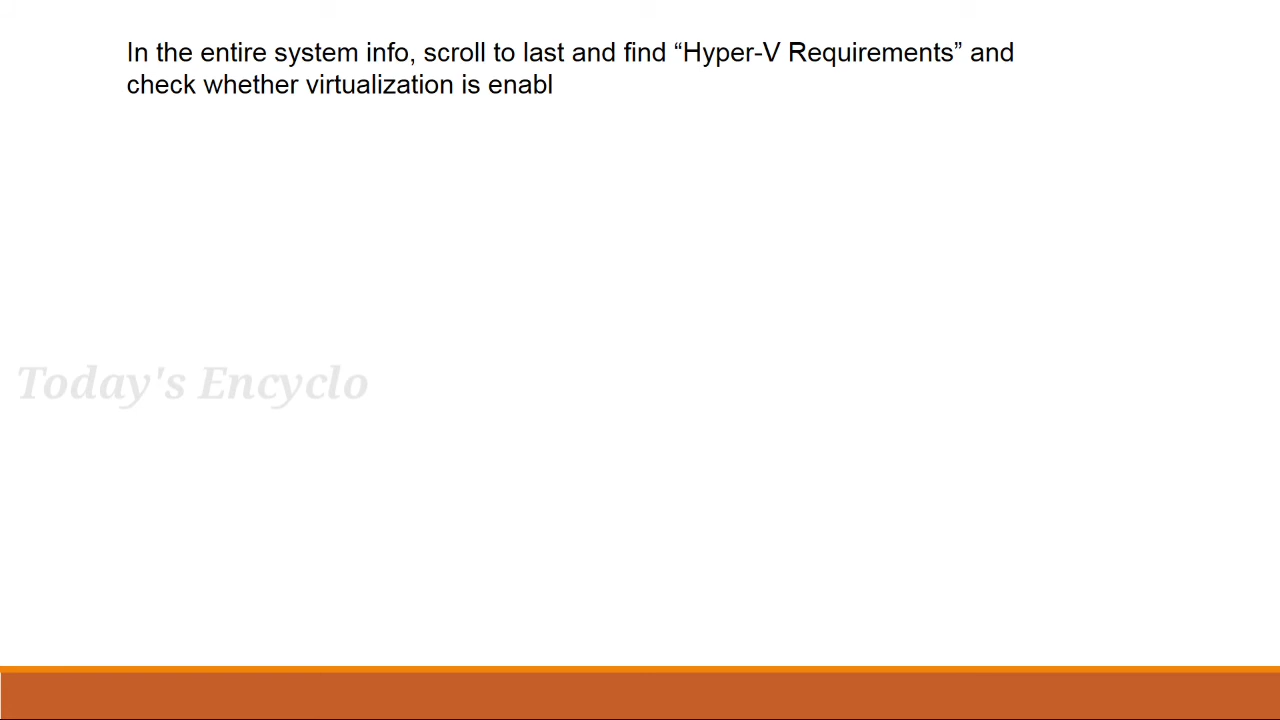 In the entire system info, scroll to last and find “Hyper-V Requirements” and
check whether virtualization is enabl
Today's Encyclo